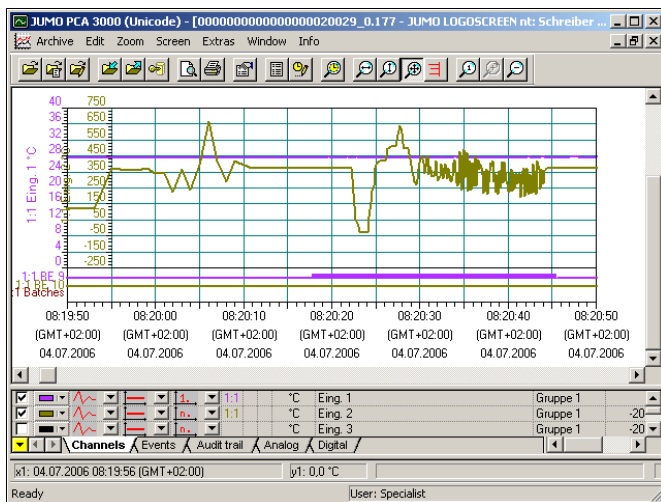 JUMO PCA 3000 (Unicode) - [0000000000000000020029_0.177 - JUMO LOGOSCREEN nt: Schreiber ...
Archive Edit Zoom Screen Extras Window Info
40 750
36 650
32 550
28 450
24 350
20 250
16 150
12 50
8 -50
4 -150
0 -250
1:1 Eing. 1 °C
1:1 BE 9
1:1 BE 10
:1 Batches
08:19:50 08:20:00 08:20:10 08:20:20 08:20:30 08:20:40 08:20:50
(GMT+02:00) (GMT+02:00) (GMT+02:00) (GMT+02:00) (GMT+02:00) (GMT+02:00) (GMT+02:00)
04.07.2006 04.07.2006 04.07.2006 04.07.2006 04.07.2006 04.07.2006 04.07.2006
1. 1:1 °C Eing. 1 Gruppe 1
n. 1:1 °C Eing. 2 Gruppe 1 -20
n. °C Eing. 3 Gruppe 1 -20
Channels Events Audit trail Analog Digital
x1: 04.07.2006 08:19:56 (GMT+02:00) y1: 0,0 °C
Ready User: Specialist